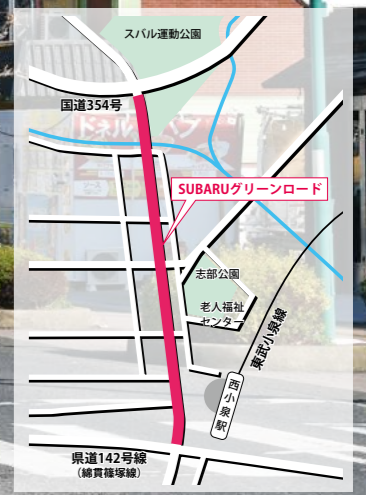 スバル運動公園
国道354号
ドネル
SUBARUグリーンロード
志部公園
老人福祉
センター
東武小泉線
西小泉駅
県道142号線
(綿貫篠塚線)